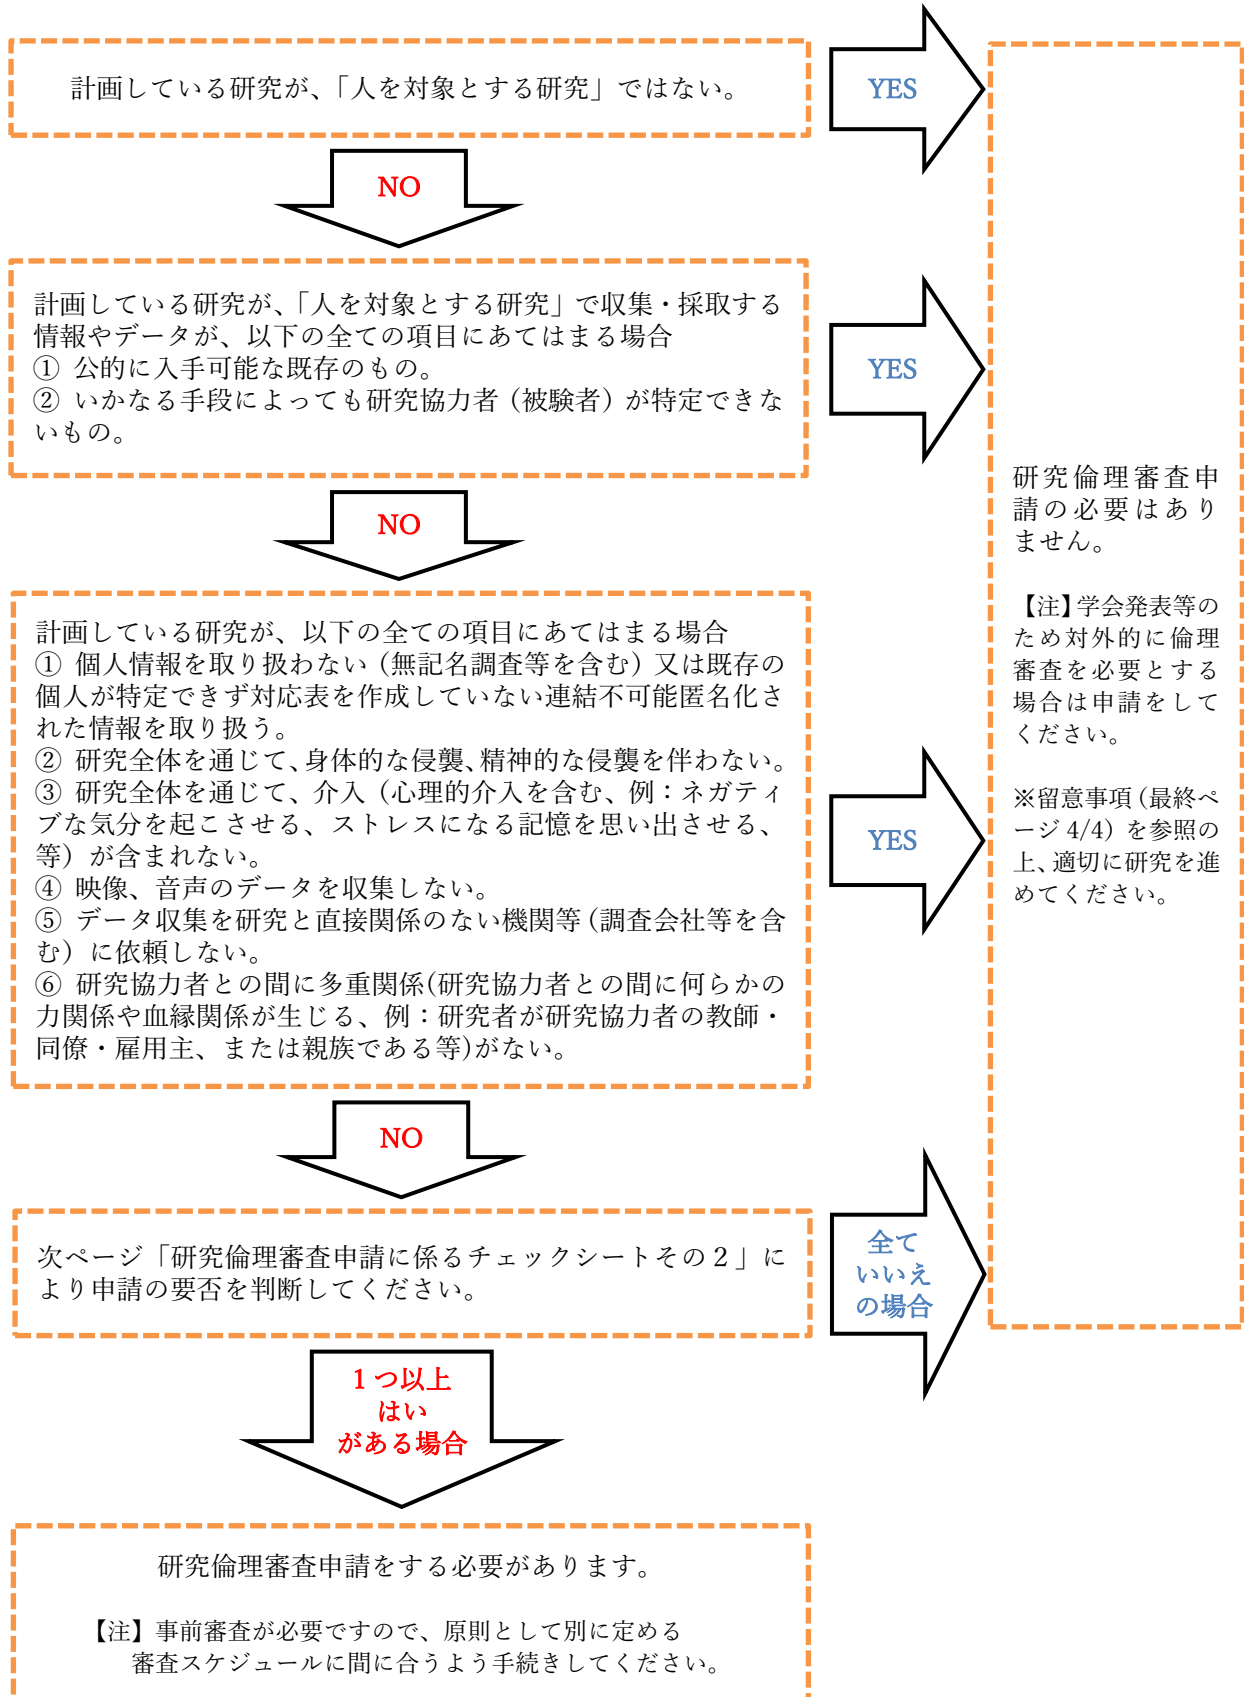 計画している研究が、「人を対象とする研究」ではない。
YES
NO
計画している研究が、「人を対象とする研究」で収集・採取する
情報やデータが、以下の全ての項目にあてはまる場合
① 公的に入手可能な既存のもの。
② いかなる手段によっても研究協力者（被験者）が特定できな
いもの。
YES
NO
計画している研究が、以下の全ての項目にあてはまる場合
① 個人情報を取り扱わない（無記名調査等を含む）又は既存の
個人が特定できず対応表を作成していない連結不可能匿名化さ
れた情報を取り扱う。
② 研究全体を通じて、身体的な侵襲、精神的な侵襲を伴わない。
③ 研究全体を通じて、介入（心理的介入を含む、例：ネガティ
ブな気分を起こさせる、ストレスになる記憶を思い出させる、
等）が含まれない。
④ 映像、音声のデータを収集しない。
⑤ データ収集を研究と直接関係のない機関等（調査会社等を含
む）に依頼しない。
⑥ 研究協力者との間に多重関係(研究協力者との間に何らかの
力関係や血縁関係が生じる、例：研究者が研究協力者の教師・
同僚・雇用主、または親族である等)がない。
YES
NO
次ページ「研究倫理審査申請に係るチェックシートその２」に
より申請の要否を判断してください。
全て
いいえ
の場合
研究倫理審査申
請の必要はあり
ません。
【注】学会発表等の
ため対外的に倫理
審査を必要とする
場合は申請をして
ください。
※留意事項（最終ペ
ージ 4/4）を参照の
上、適切に研究を進
めてください。
１つ以上
はい
がある場合
研究倫理審査申請をする必要があります。
【注】事前審査が必要ですので、原則として別に定める
審査スケジュールに間に合うよう手続きしてください。